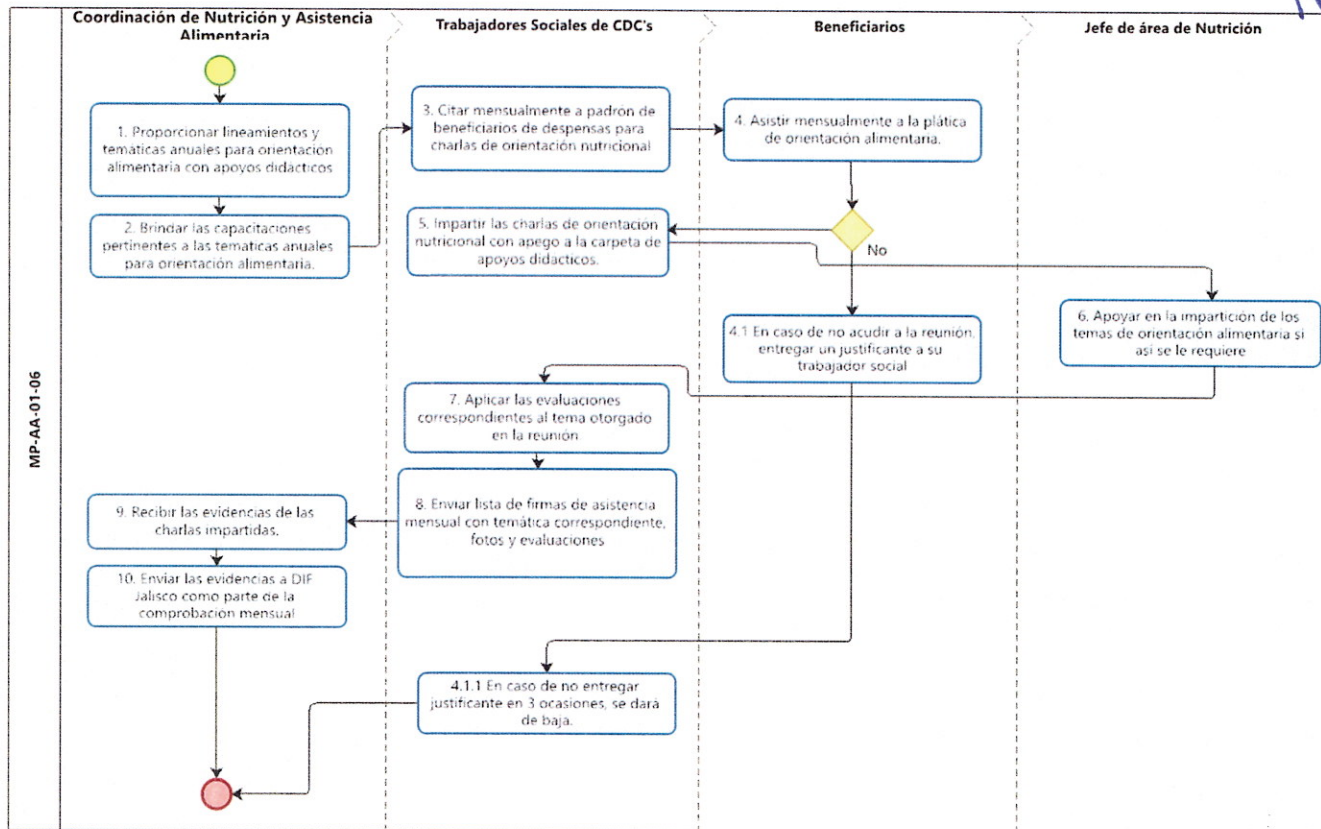 Coordinación de Nutrición y Asistencia
Alimentaria
Trabajadores Sociales de CDC's
Beneficiarios
Jefe de área de Nutrición
MP-AA-01-06
1. Proporcionar lineamientos y
temáticas anuales para orientación
alimentaria con apoyos didácticos
2. Brindar las capacitaciones
pertinentes a las tematicas anuales
para orientación alimentaria.
3. Citar mensualmente a padrón de
beneficiarios de despensas para
charlas de orientación nutricional
4. Asistir mensualmente a la plática
de orientación alimentaria.
No
5. Impartir las charlas de orientación
nutricional con apego a la carpeta de
apoyos didacticos.
4.1 En caso de no acudir a la reunión,
entregar un justificante a su
trabajador social
6. Apoyar en la impartición de los
temas de orientación alimentaria si
asi se le requiere
7. Aplicar las evaluaciones
correspondientes al tema otorgado
en la reunión
8. Enviar lista de firmas de asistencia
mensual con temática correspondiente,
fotos y evaluaciones
9. Recibir las evidencias de las
charlas impartidas.
10. Enviar las evidencias a DIF
Jalisco como parte de la
comprobación mensual
4.1.1 En caso de no entregar
justificante en 3 ocasiones, se dará
de baja.